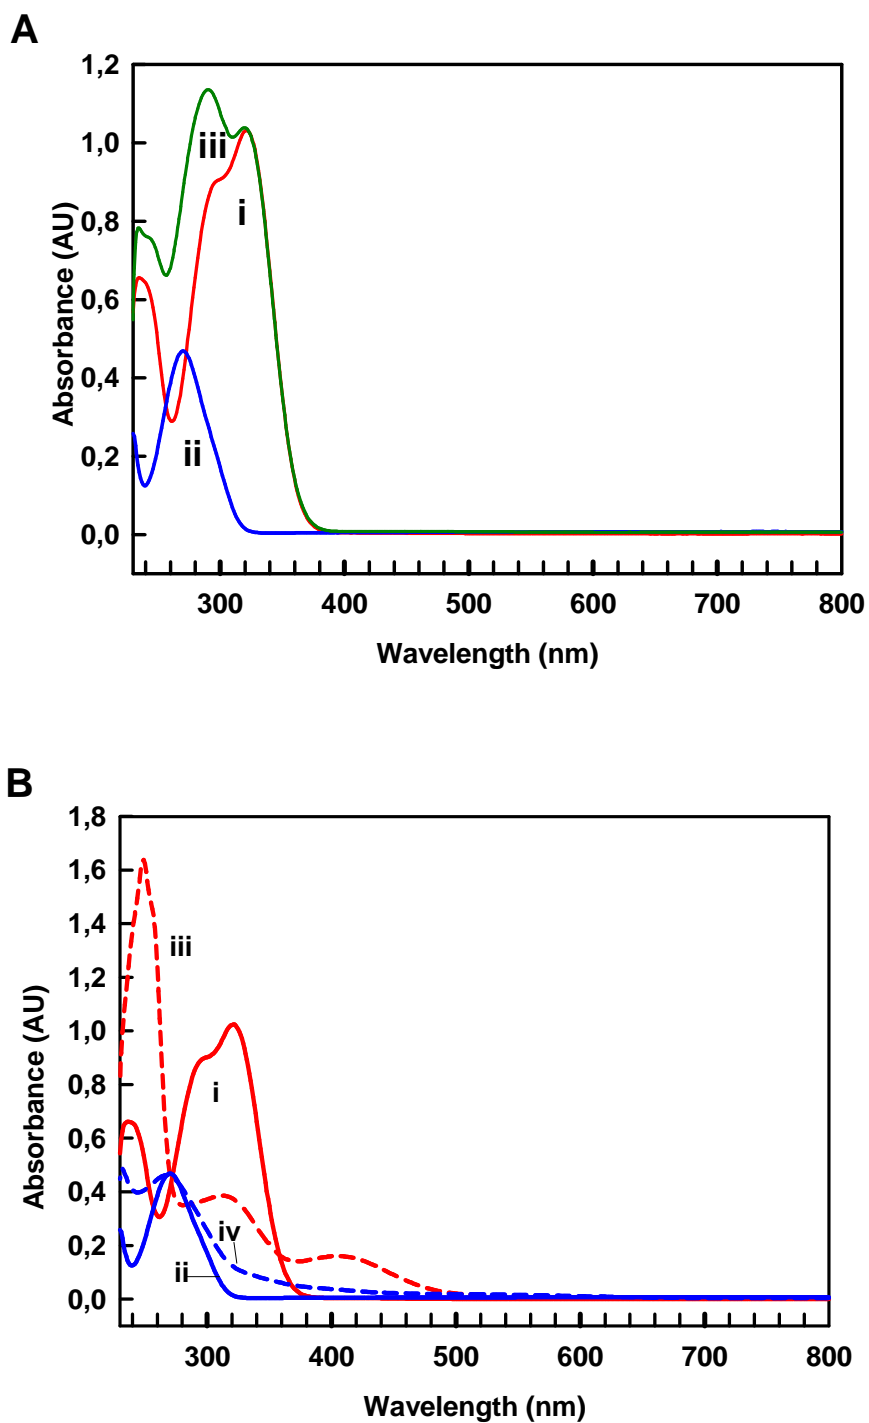 A
1,2
1,0
0,8
0,6
0,4
0,2
0,0
Absorbance (AU)
iii
i
ii
300 400 500 600 700 800
Wavelength (nm)
B
1,8
1,6
1,4
1,2
1,0
0,8
0,6
0,4
0,2
0,0
Absorbance (AU)
iii
i
iv
ii
300 400 500 600 700 800
Wavelength (nm)